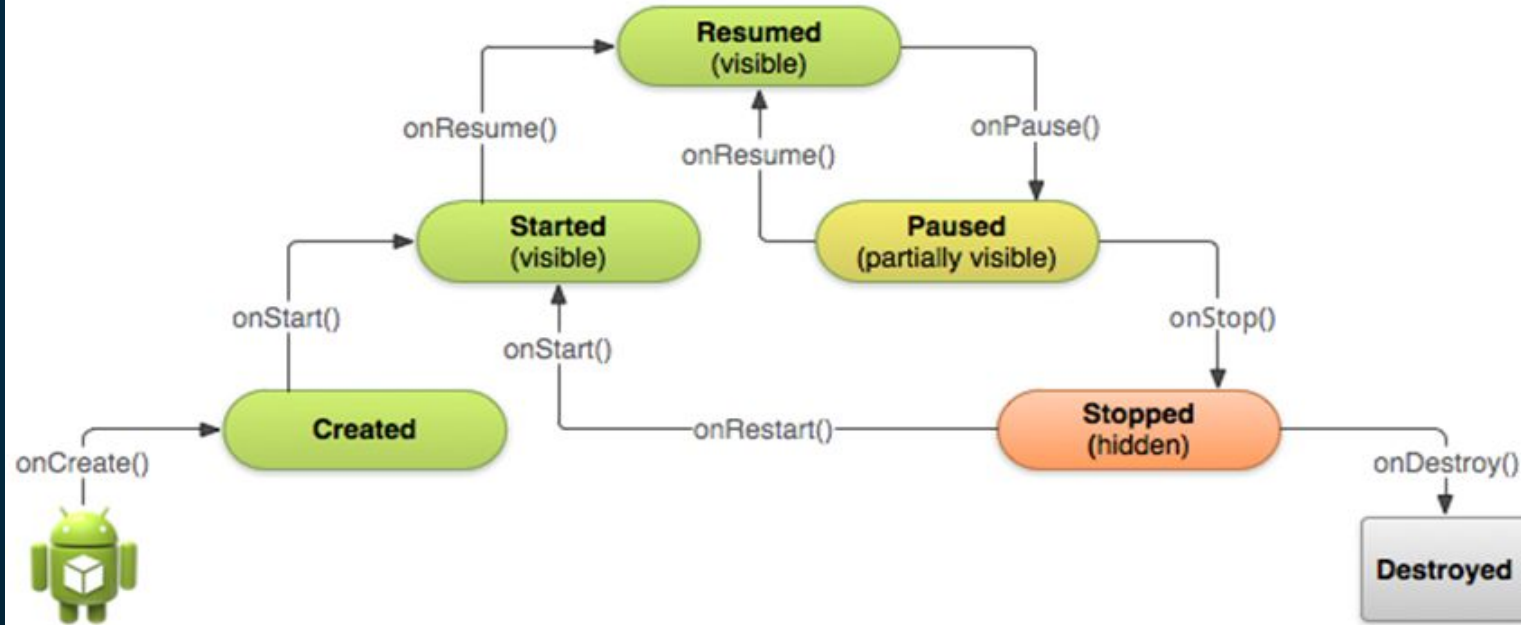 Resumed
(visible)
onResume()
onPause()
onResume()
Started
(visible)
Paused
(partially visible)
onStart()
onStop()
onStart()
Created
Stopped
(hidden)
onRestart()
onCreate()
onDestroy()
Destroyed